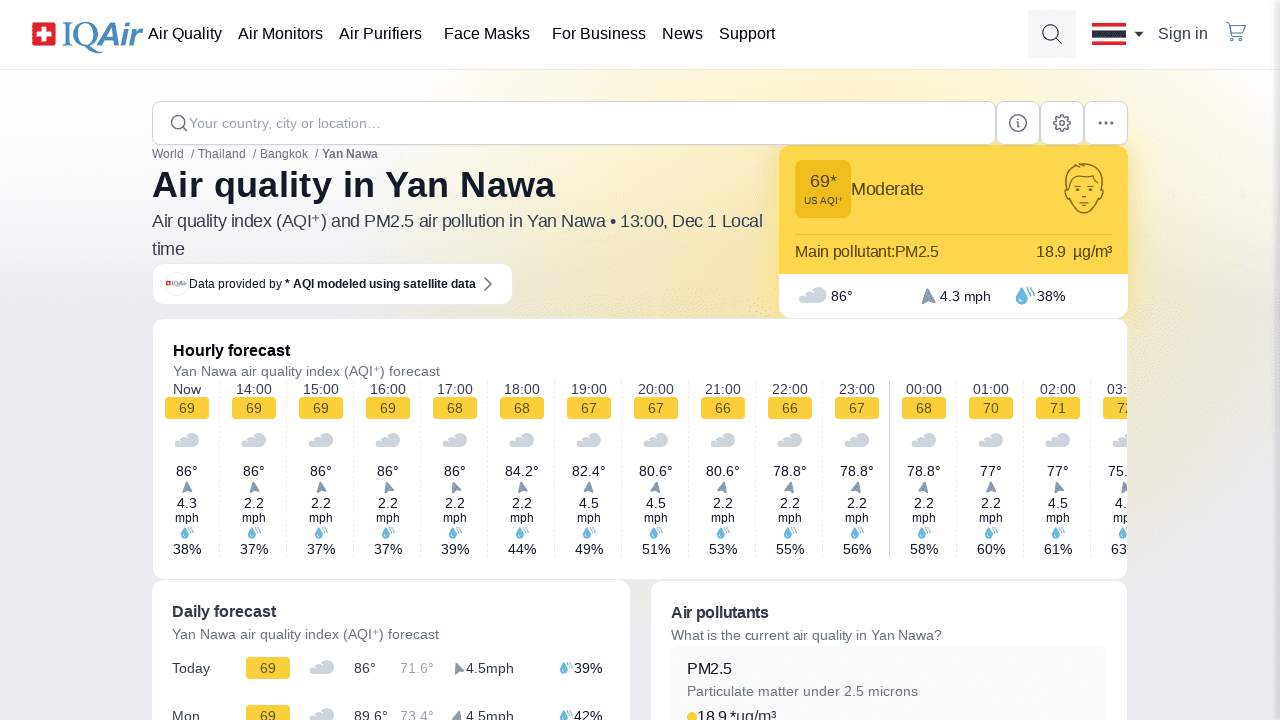 IQAir
Air Quality Air Monitors Air Purifiers Face Masks For Business News Support
Sign in
Your country, city or location…
World / Thailand / Bangkok / Yan Nawa
Air quality in Yan Nawa
Air quality index (AQI⁺) and PM2.5 air pollution in Yan Nawa • 13:00, Dec 1 Local
time
IQAir
Data provided by * AQI modeled using satellite data
69*
US AQI⁺
Moderate
Main pollutant:PM2.5
18.9 µg/m³
86° 4.3 mph 38%
Hourly forecast
Yan Nawa air quality index (AQI⁺) forecast
Now 14:00 15:00 16:00 17:00 18:00 19:00 20:00 21:00 22:00 23:00 00:00 01:00 02:00 03:
69 69 69 69 68 68 67 67 66 66 67 68 70 71
86° 86° 86° 86° 86° 84.2° 82.4° 80.6° 80.6° 78.8° 78.8° 78.8° 77° 77° 75.
4.3 2.2 2.2 2.2 2.2 2.2 4.5 4.5 2.2 2.2 2.2 2.2 2.2 4.5 4.
mph mph mph mph mph mph mph mph mph mph mph mph mph mph
38% 37% 37% 37% 39% 44% 49% 51% 53% 55% 56% 58% 60% 61% 63
Daily forecast
Yan Nawa air quality index (AQI⁺) forecast
Today 69 86° 71.6° 4.5mph 39%
Mon 69 89.6° 73.4° 4.5mph 42%
Air pollutants
What is the current air quality in Yan Nawa?
PM2.5
Particulate matter under 2.5 microns
18.9 *µg/m³